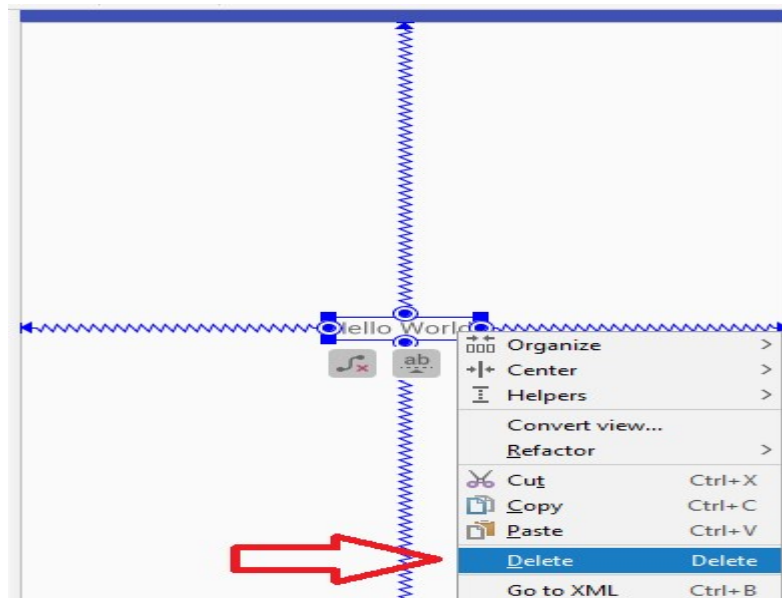 Hello World
ab
Organize >
Center >
Helpers >
Convert view...
Refactor >
Cut Ctrl+X
Copy Ctrl+C
Paste Ctrl+V
Delete Delete
Go to XML Ctrl+B